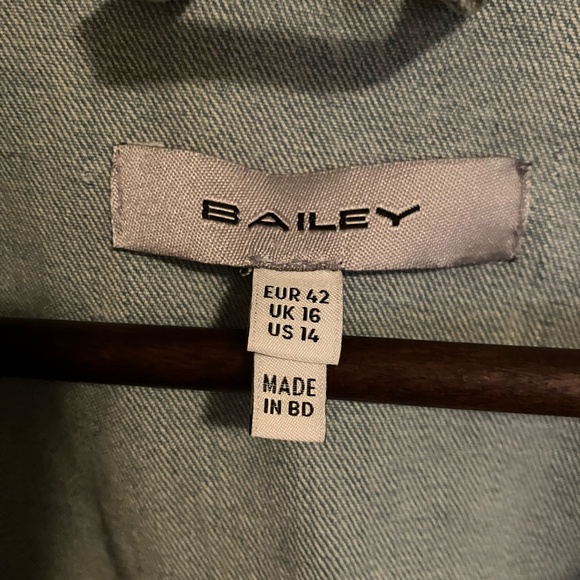 BAILEY
EUR 42
UK 16
US 14
MADE
IN BD